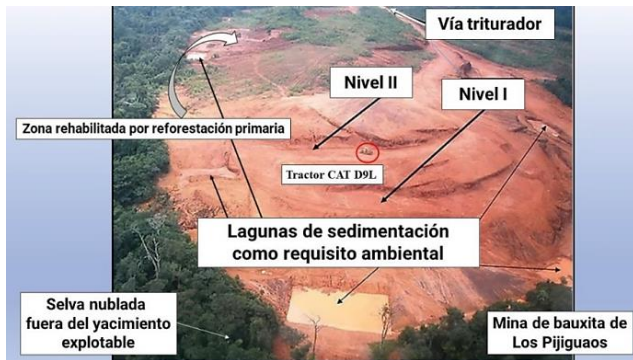 Vía triturador
Nivel II
Nivel I
Zona rehabilitada por reforestación primaria
Tractor CAT D9L
Lagunas de sedimentación
como requisito ambiental
Selva nublada
fuera del yacimiento
explotable
Mina de bauxita de
Los Pijiguaos